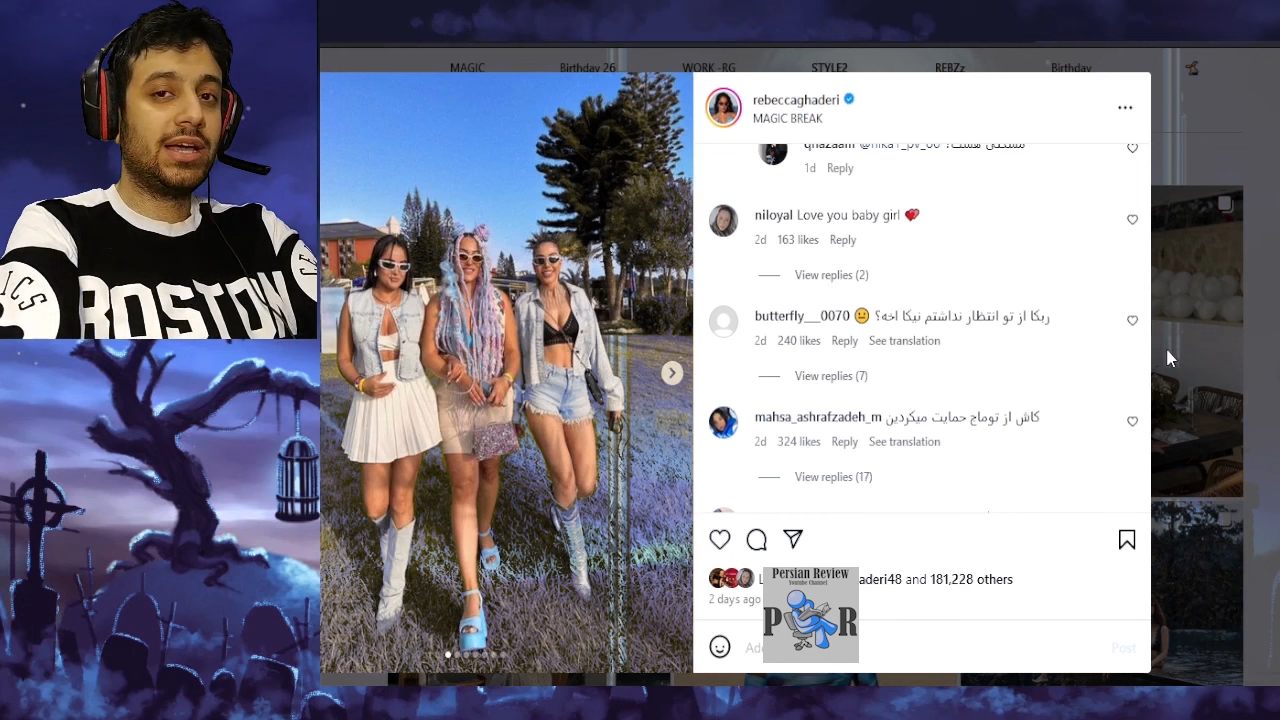 MAGIC Birthday 26 WORK -RG STYLE2 REBZz Birthday
rebeccaghaderi
MAGIC BREAK
1d Reply
niloyal Love you baby girl 💕
2d 163 likes Reply
View replies (2)
butterfly__0070 😐 ربکا از تو انتظار نداشتم نیکا اخه؟
2d 240 likes Reply See translation
View replies (7)
mahsa_ashrafzadeh_m کاش از توماج حمایت میکردین
2d 324 likes Reply See translation
View replies (17)
aderi48 and 181,228 others
2 days ago
Post
Persian Review
Youtube Channel
P R
BOSTON
ICS